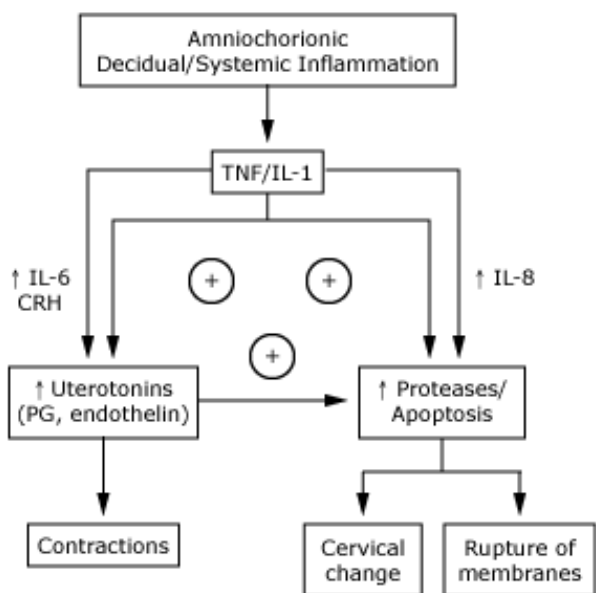 Amniochorionic
Decidual/Systemic Inflammation
TNF/IL-1
↑ IL-6
CRH
+
+
↑ IL-8
+
↑ Uterotonins
(PG, endothelin)
↑ Proteases/
Apoptosis
Contractions
Cervical
change
Rupture of
membranes